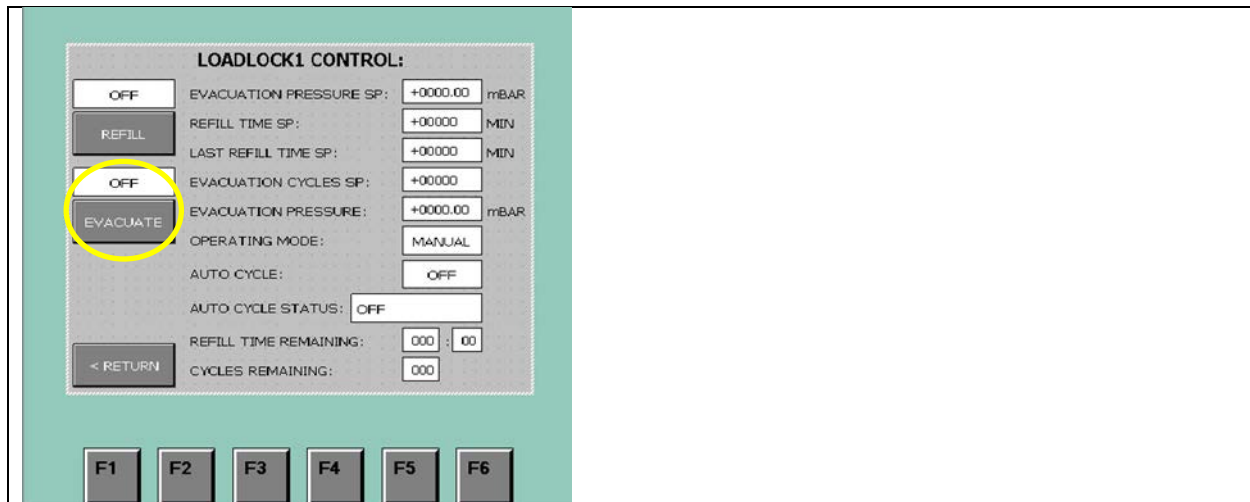 LOADLOCK1 CONTROL:
OFF
EVACUATION PRESSURE SP: +0000.00 mBAR
REFILL
REFILL TIME SP: +00000 MIN
LAST REFILL TIME SP: +00000 MIN
OFF
EVACUATION CYCLES SP: +00000
EVACUATE
EVACUATION PRESSURE: +0000.00 mBAR
OPERATING MODE: MANUAL
AUTO CYCLE: OFF
AUTO CYCLE STATUS: OFF
REFILL TIME REMAINING: 000 : 00
< RETURN
CYCLES REMAINING: 000
F1 F2 F3 F4 F5 F6